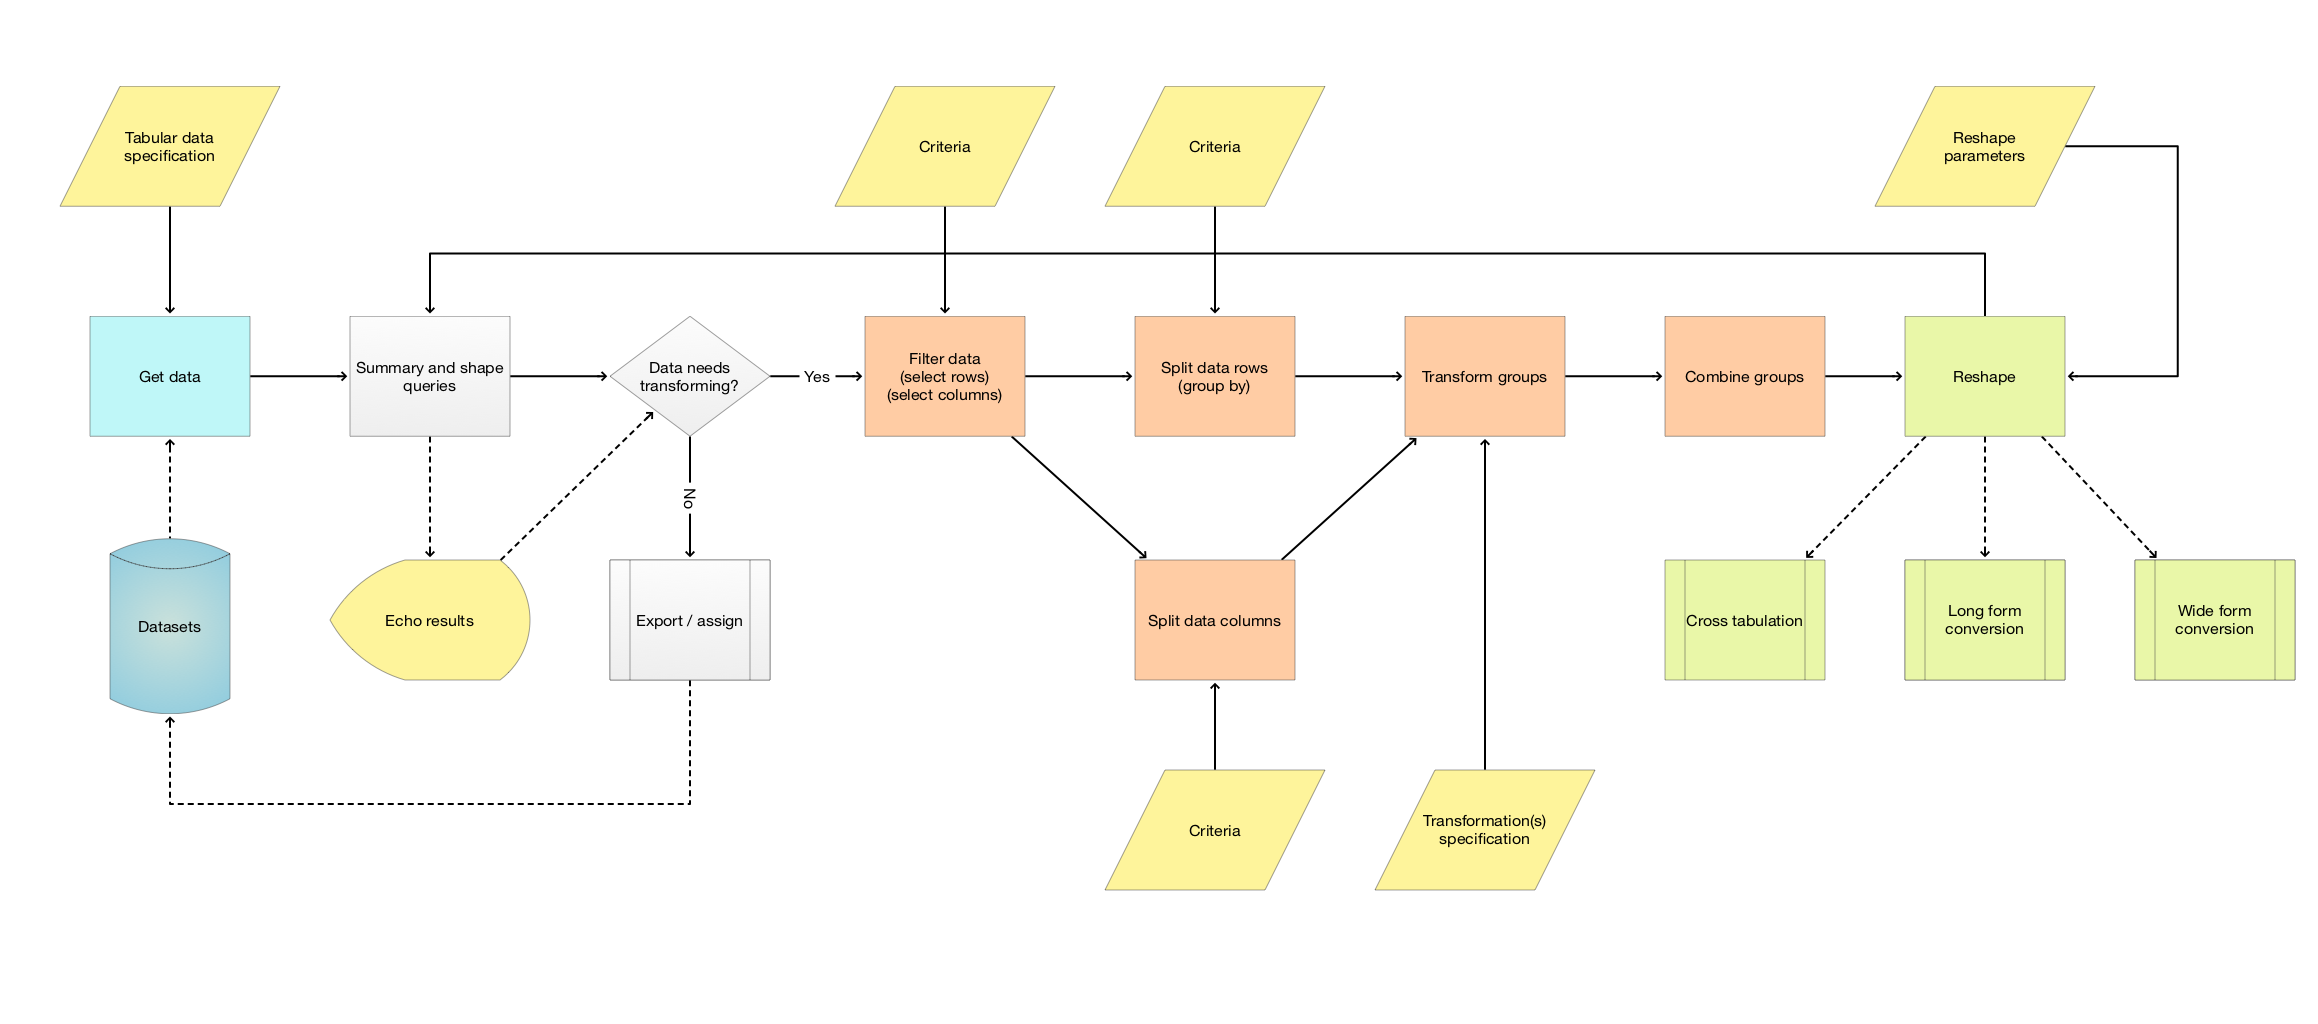 Tabular data
specification
Criteria
Criteria
Reshape
parameters
Get data
Summary and shape
queries
Data needs
transforming?
Yes
Filter data
(select rows)
(select columns)
Split data rows
(group by)
Transform groups
Combine groups
Reshape
No
Datasets
Echo results
Export / assign
Split data columns
Cross tabulation
Long form
conversion
Wide form
conversion
Criteria
Transformation(s)
specification